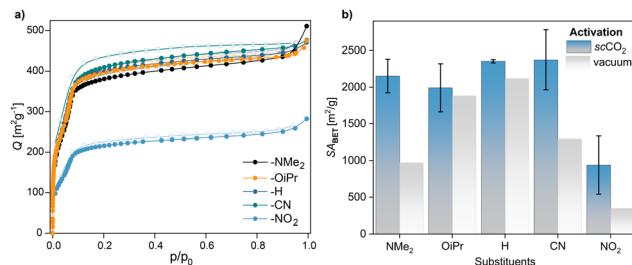 a)
500
400
300
200
100
0
Q [m²g⁻¹]
-NMe₂
-OiPr
-H
-CN
-NO₂
0.0 0.2 0.4 0.6 0.8 1.0
p/p₀
b)
Activation
scCO₂
vacuum
2500
2000
1500
1000
500
0
SA_BET [m²/g]
NMe₂ OiPr H CN NO₂
Substituents